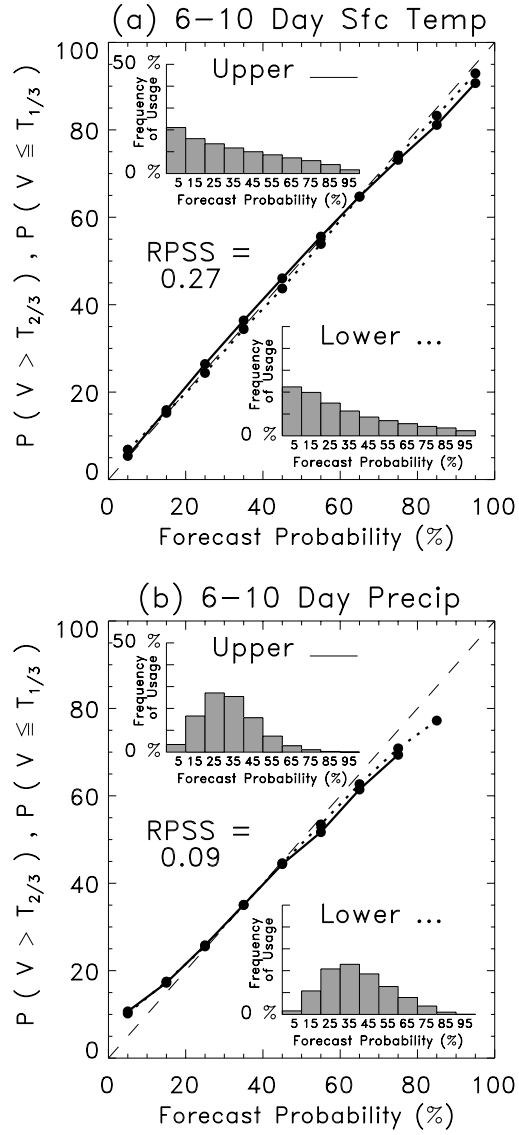 (a) 6-10 Day Sfc Temp
100
80
60
40
20
0
P ( V > T2/3 ) , P ( V ≦ T1/3 )
50 %
0 %
Frequency
of Usage
Upper ___
5 15 25 35 45 55 65 75 85 95
Forecast Probability (%)
RPSS =
0.27
Lower ...
Frequency
of Usage
0 %
5 15 25 35 45 55 65 75 85 95
Forecast Probability (%)
0 20 40 60 80 100
Forecast Probability (%)
(b) 6-10 Day Precip
100
80
60
40
20
0
P ( V > T2/3 ) , P ( V ≦ T1/3 )
50 %
0 %
Frequency
of Usage
Upper ___
5 15 25 35 45 55 65 75 85 95
Forecast Probability (%)
RPSS =
0.09
Lower ...
Frequency
of Usage
0 %
5 15 25 35 45 55 65 75 85 95
Forecast Probability (%)
0 20 40 60 80 100
Forecast Probability (%)